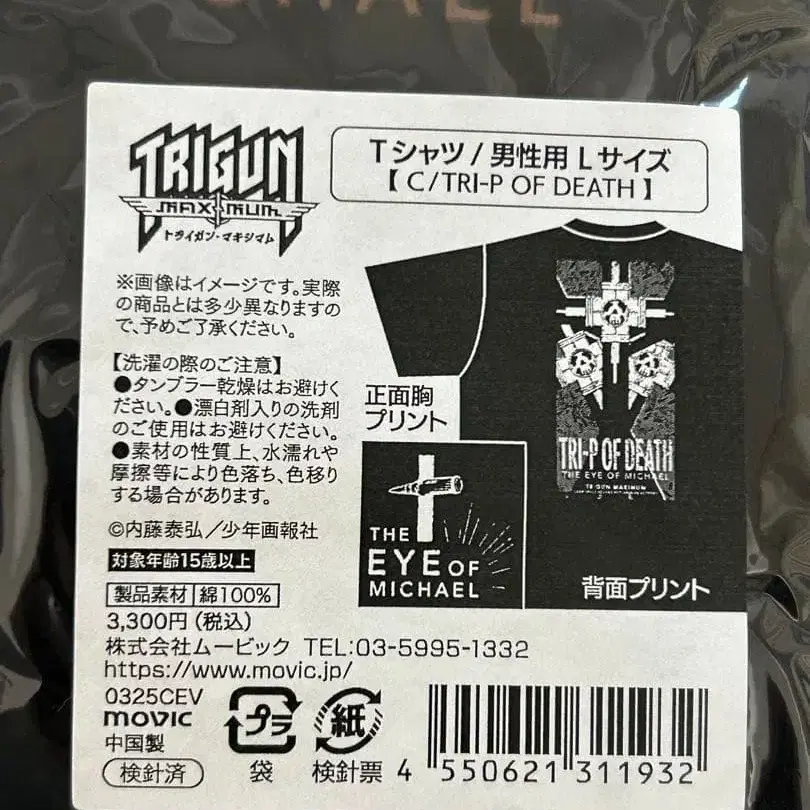 TRIGUN
MAXIMUM
トライガン・マキシマム
Tシャツ/男性用 Lサイズ
【 C/TRI-P OF DEATH 】
※画像はイメージです。実際
の商品とは多少異なりますの
で、予めご了承ください。
【洗濯の際のご注意】
●タンブラー乾燥はお避けく
ださい。●漂白剤入りの洗剤
のご使用はお避けください。
●素材の性質上、水濡れや
摩擦等により色落ち、色移り
する場合があります。
©内藤泰弘/少年画報社
対象年齢15歳以上
製品素材 綿100%
3,300円(税込)
株式会社ムービック TEL:03-5995-1332
https://www.movic.jp/
0325CEV
movic
中国製
検針済
プラ
袋
紙
検針票
4 550621 311932
正面胸
プリント
THE
EYE OF
MICHAEL
TRI-P OF DEATH
THE EYE OF MICHAEL
TRIGUN MAXIMUM
背面プリント